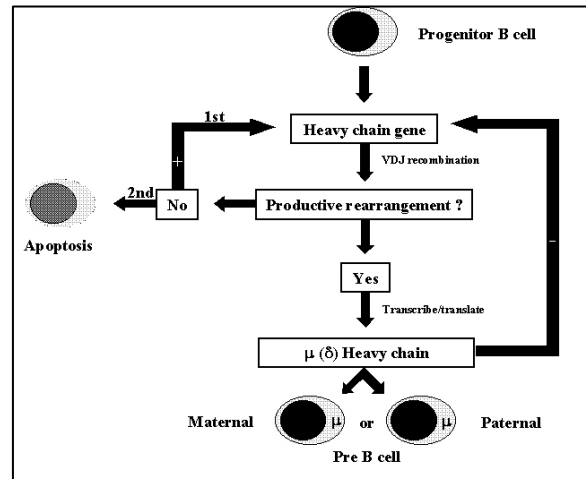 Progenitor B cell
1st
+
Heavy chain gene
VDJ recombination
2nd
No
Productive rearrangement ?
Apoptosis
–
Yes
Transcribe/translate
μ (δ) Heavy chain
Maternal
μ
or
μ
Paternal
Pre B cell